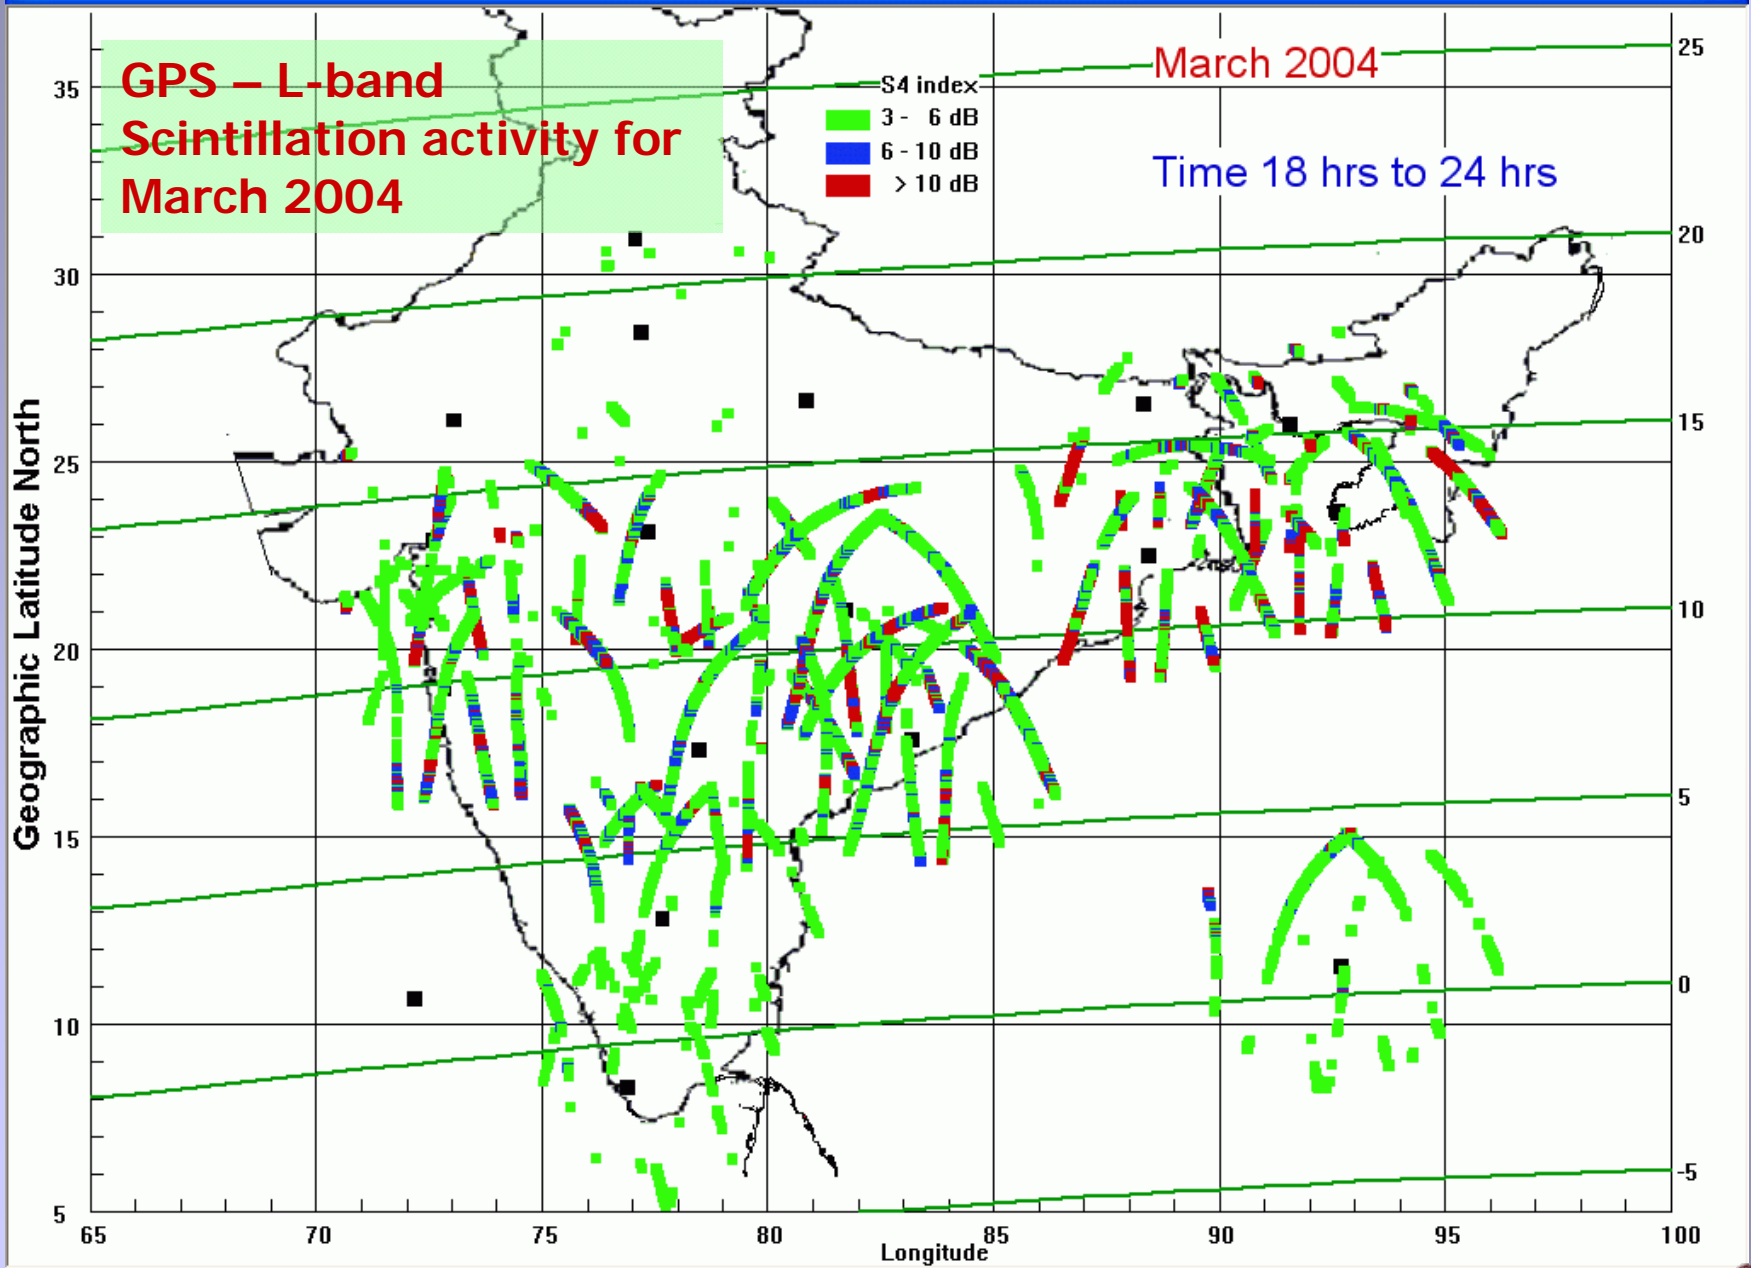 GPS – L-band
Scintillation activity for
March 2004
March 2004
Time 18 hrs to 24 hrs
S4 index
3 - 6 dB
6 - 10 dB
> 10 dB
Geographic Latitude North
35
30
25
20
15
10
5
25
20
15
10
5
0
-5
65 70 75 80 85 90 95 100
Longitude